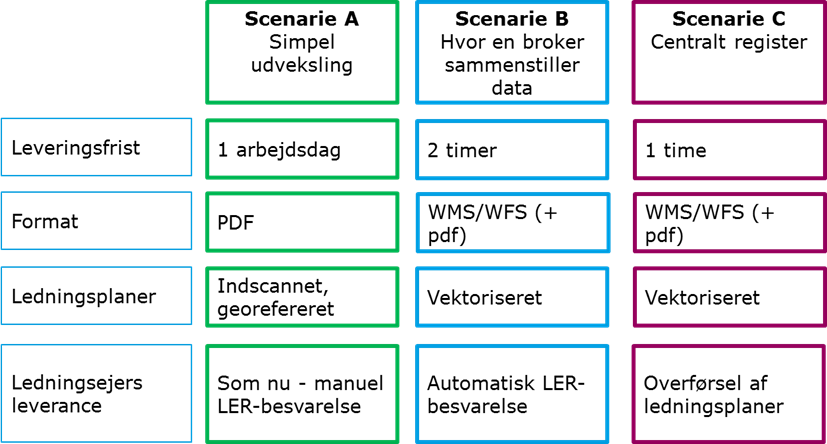 Scenarie A
Simpel
udveksling
Scenarie B
Hvor en broker
sammenstiller
data
Scenarie C
Centralt register
Leveringsfrist
1 arbejdsdag
2 timer
1 time
Format
PDF
WMS/WFS (+
pdf)
WMS/WFS (+
pdf)
Ledningsplaner
Indscannet,
georefereret
Vektoriseret
Vektoriseret
Ledningsejers
leverance
Som nu - manuel
LER-besvarelse
Automatisk LER-
besvarelse
Overførsel af
ledningsplaner